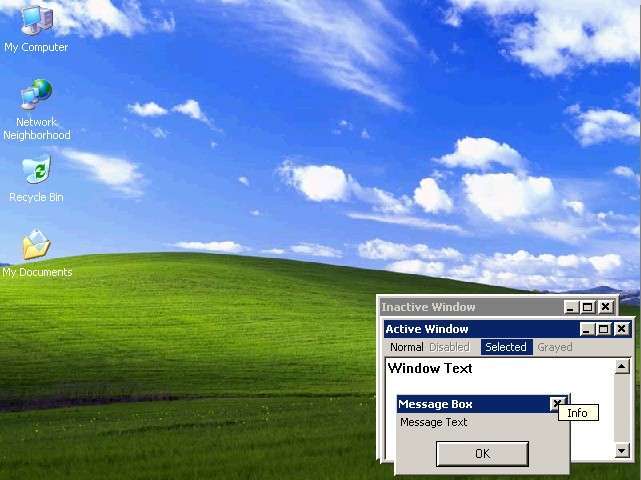 My Computer
Network
Neighborhood
Recycle Bin
My Documents
Inactive Window
Active Window
Normal Disabled Selected Grayed
Window Text
Message Box
Info
Message Text
OK